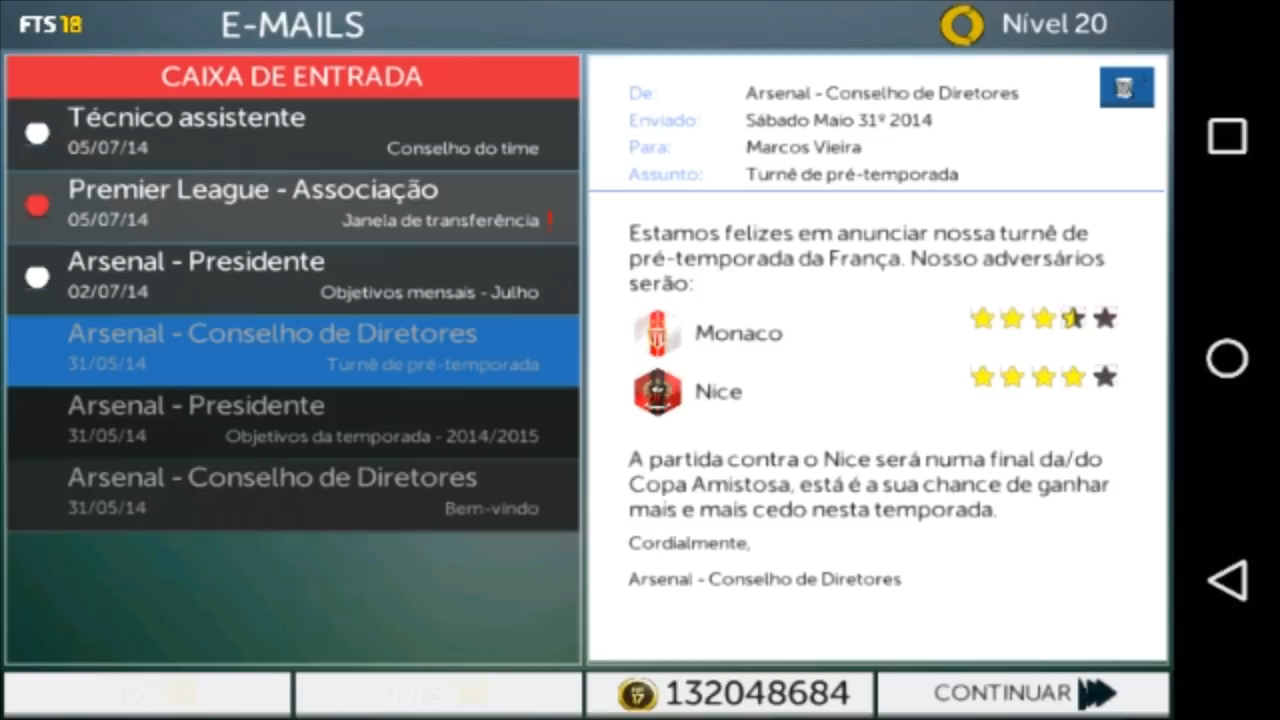 FTS18
E-MAILS
Nível 20
CAIXA DE ENTRADA
Técnico assistente
05/07/14 Conselho do time
Premier League - Associação
05/07/14 Janela de transferência !
Arsenal - Presidente
02/07/14 Objetivos mensais - Julho
Arsenal - Conselho de Diretores
31/05/14 Turnê de pré-temporada
Arsenal - Presidente
31/05/14 Objetivos da temporada - 2014/2015
Arsenal - Conselho de Diretores
31/05/14 Bem-vindo
De: Arsenal - Conselho de Diretores
Enviado: Sábado Maio 31º 2014
Para: Marcos Vieira
Assunto: Turnê de pré-temporada
Estamos felizes em anunciar nossa turnê de
pré-temporada da França. Nosso adversários
serão:
Monaco
Nice
A partida contra o Nice será numa final da/do
Copa Amistosa, está é a sua chance de ganhar
mais e mais cedo nesta temporada.
Cordialmente,
Arsenal - Conselho de Diretores
132048684
CONTINUAR